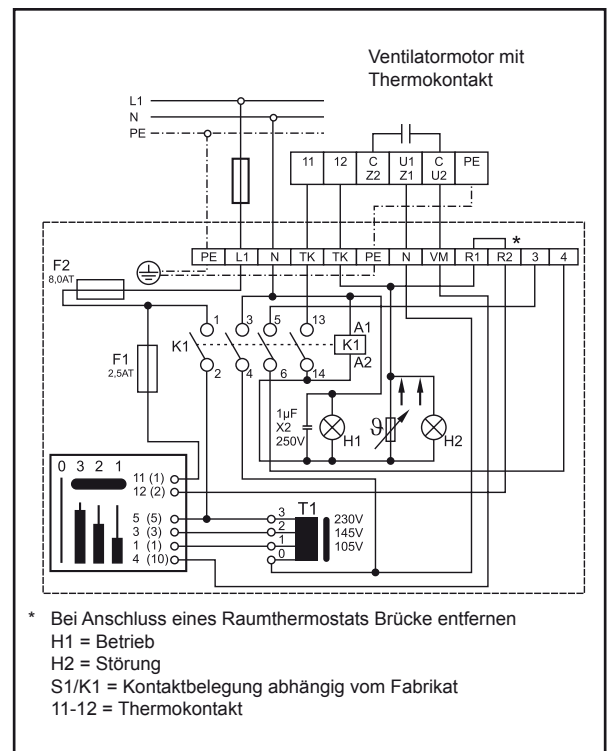 Ventilatormotor mit
Thermokontakt
L1
N
PE
11 12 C Z2 U1 Z1 C U2 PE
PE L1 N TK TK PE N VM R1 R2 3 4
*
F2
8,0AT
F1
2,5AT
K1
1 3 5 13
2 4 6 14
A1
K1
A2
1µF
X2
250V
H1
ϑ
H2
0 3 2 1
11 (1)
12 (2)
5 (5)
3 (3)
1 (1)
4 (10)
T1
3 230V
2 145V
1 105V
0
* Bei Anschluss eines Raumthermostats Brücke entfernen
H1 = Betrieb
H2 = Störung
S1/K1 = Kontaktbelegung abhängig vom Fabrikat
11-12 = Thermokontakt